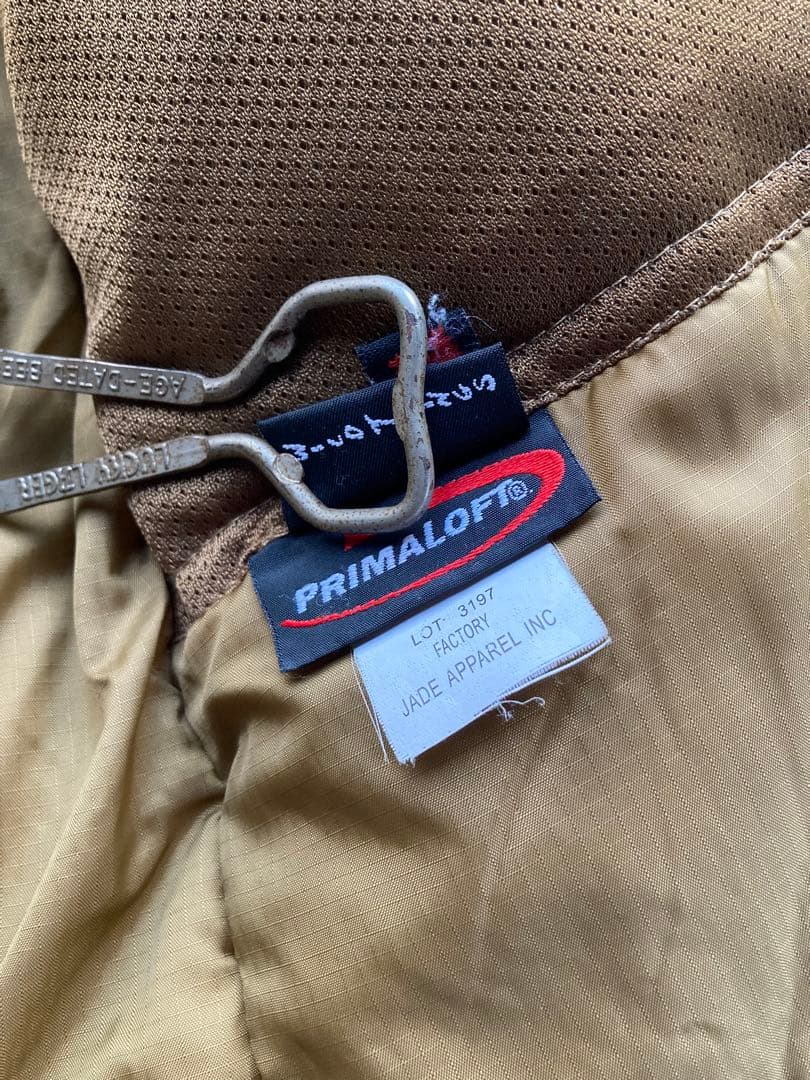 AGE-DATED BEE
LUCKY LAGER
PRIMALOFT®
LOT: 3197
FACTORY
JADE APPAREL INC